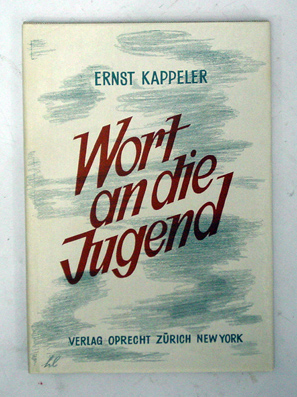 ERNST KAPPELER
Wort
an die
Jugend
VERLAG OPRECHT ZÜRICH NEW YORK